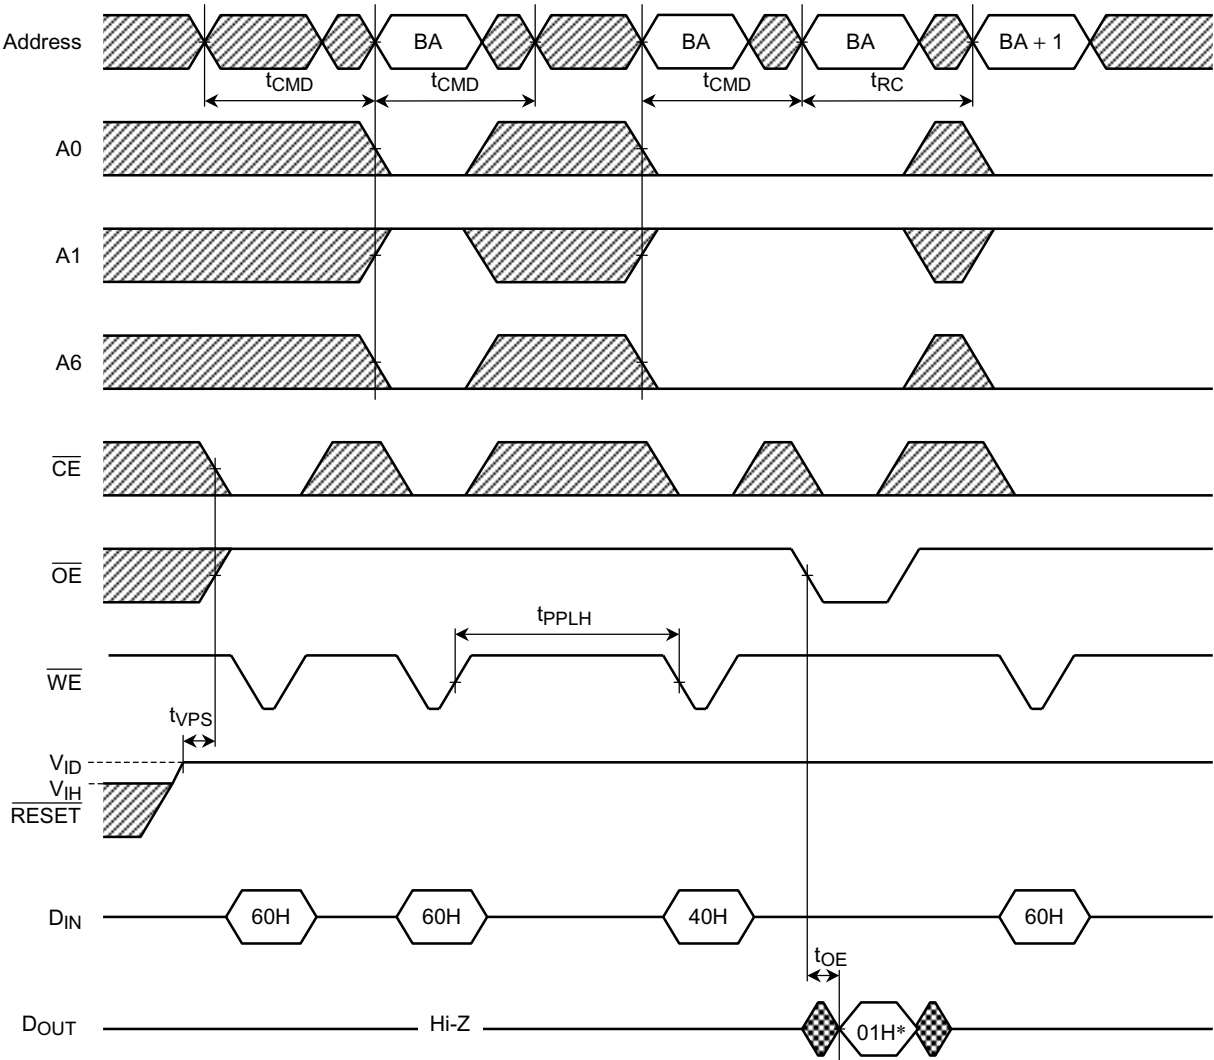 Address BA BA BA BA + 1
tCMD tCMD tCMD tRC
A0
A1
A6
CE
OE
tPPLH
WE
tVPS
VID
VIH
RESET
DIN 60H 60H 40H 60H
tOE
DOUT Hi-Z 01H*